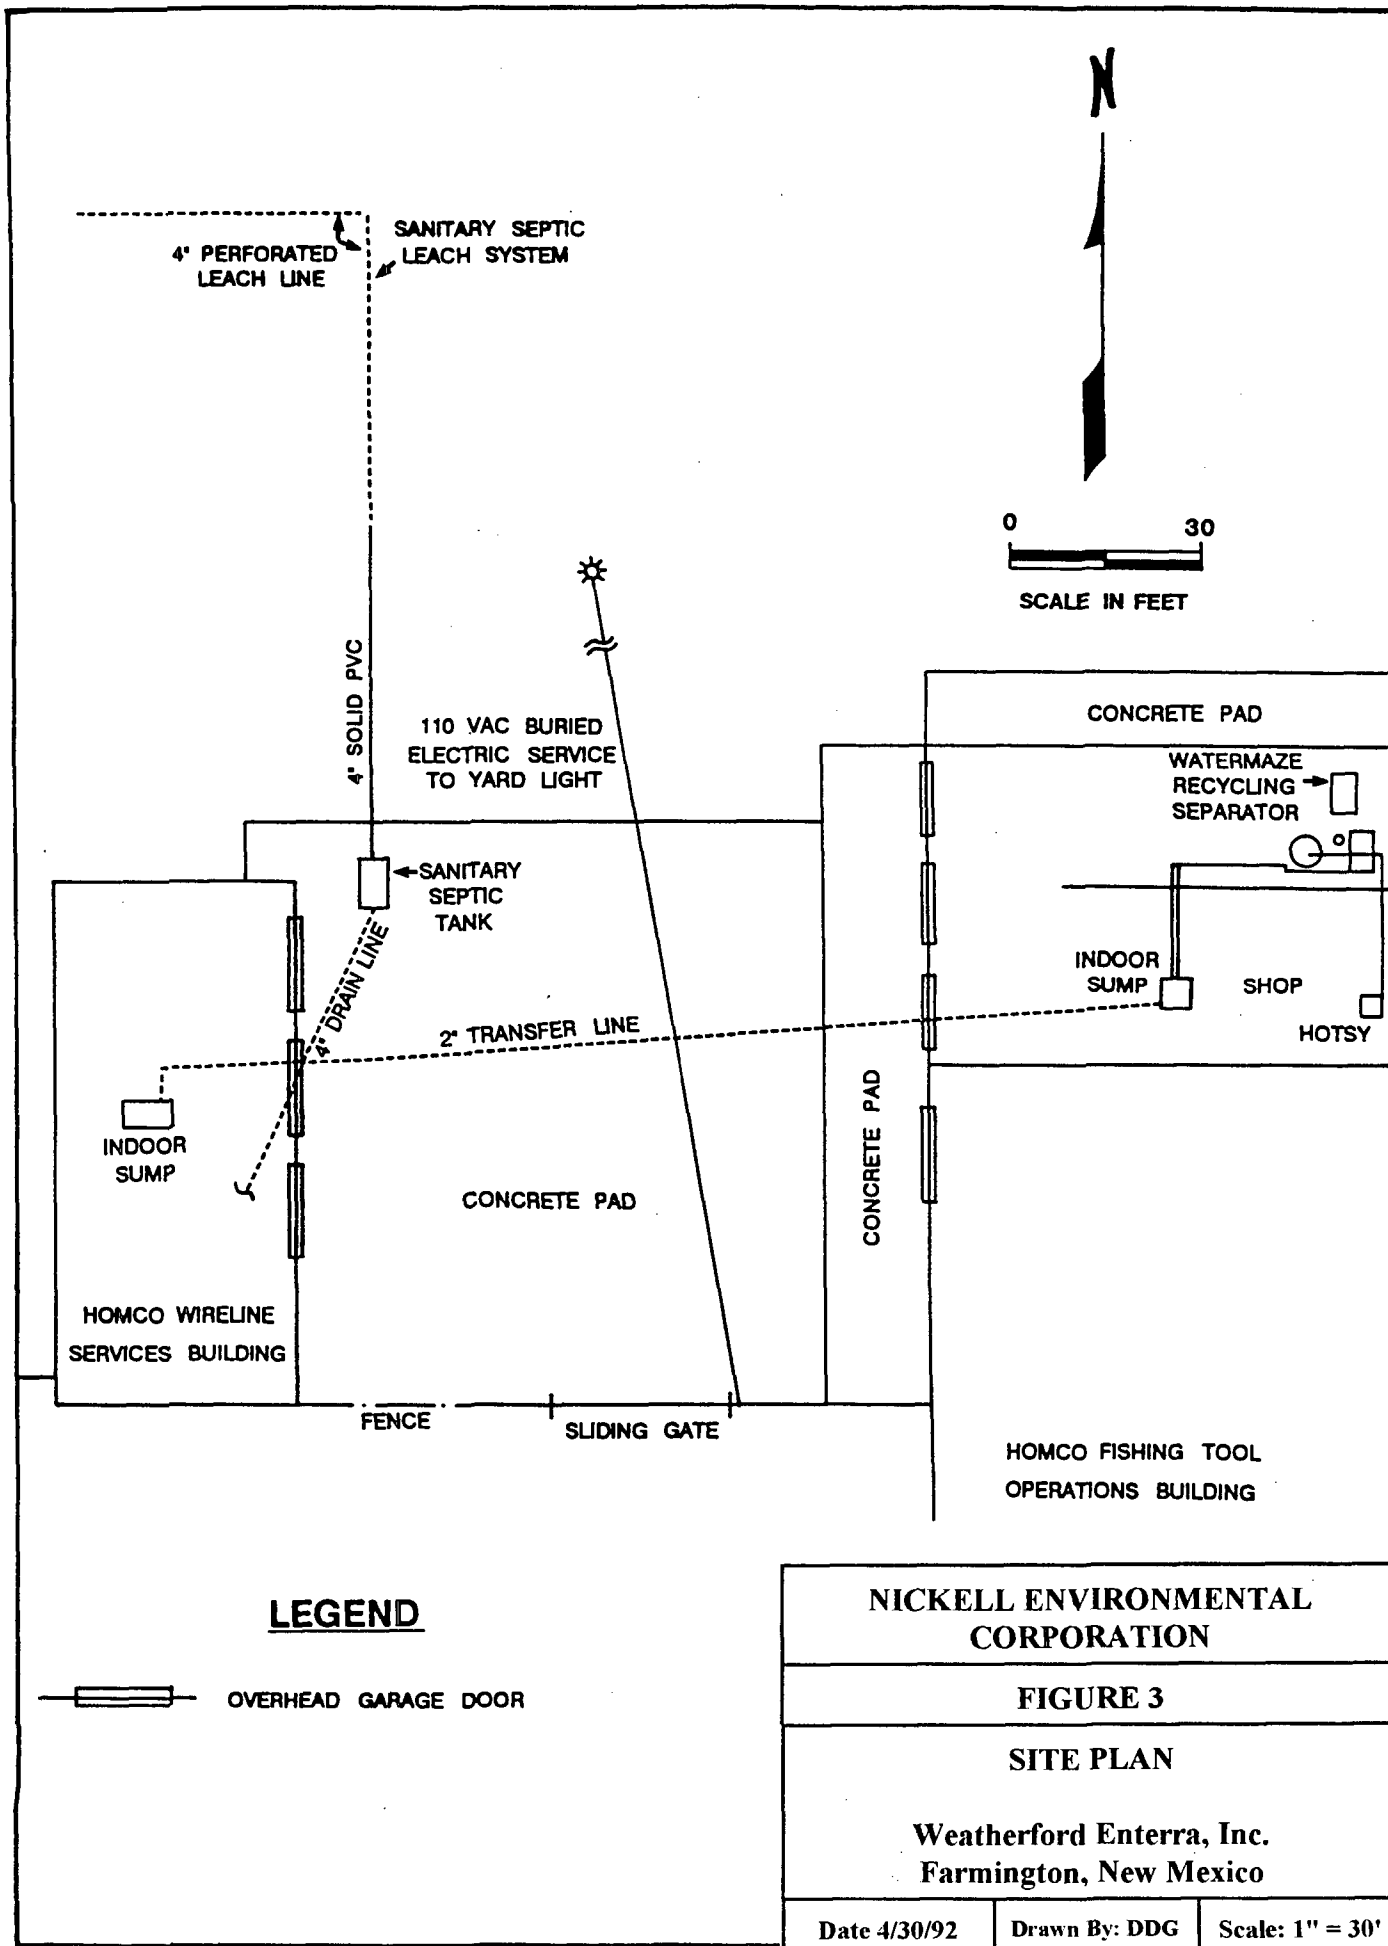 N
4" PERFORATED
LEACH LINE
SANITARY SEPTIC
LEACH SYSTEM
0 30
SCALE IN FEET
4" SOLID PVC
110 VAC BURIED
ELECTRIC SERVICE
TO YARD LIGHT
CONCRETE PAD
WATERMAZE
RECYCLING
SEPARATOR
SANITARY
SEPTIC
TANK
4" DRAIN LINE
2" TRANSFER LINE
INDOOR
SUMP
SHOP
HOTSY
INDOOR
SUMP
CONCRETE PAD
CONCRETE PAD
HOMCO WIRELINE
SERVICES BUILDING
FENCE
SLIDING GATE
HOMCO FISHING TOOL
OPERATIONS BUILDING
LEGEND
OVERHEAD GARAGE DOOR
NICKELL ENVIRONMENTAL
CORPORATION
FIGURE 3
SITE PLAN
Weatherford Enterra, Inc.
Farmington, New Mexico
Date 4/30/92
Drawn By: DDG
Scale: 1" = 30'